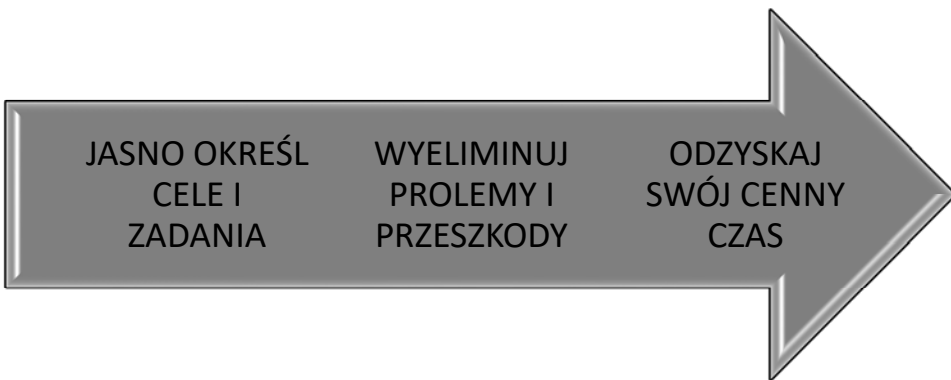 JASNO OKREŚL
CELE I
ZADANIA
WYELIMINUJ
PROLEMY I
PRZESZKODY
ODZYSKAJ
SWÓJ CENNY
CZAS